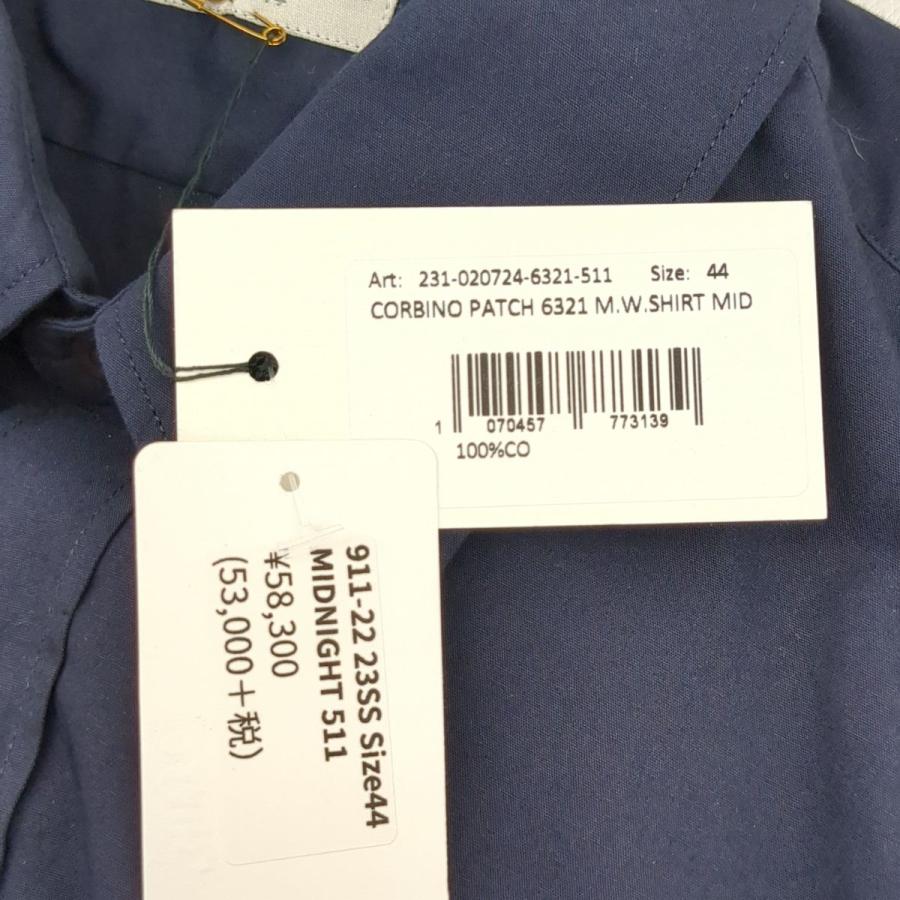 Art: 231-020724-6321-511 Size: 44
CORBINO PATCH 6321 M.W.SHIRT MID
1 070457 773139
100%CO
911-22 23SS Size44
MIDNIGHT 511
¥58,300
(53,000+税)